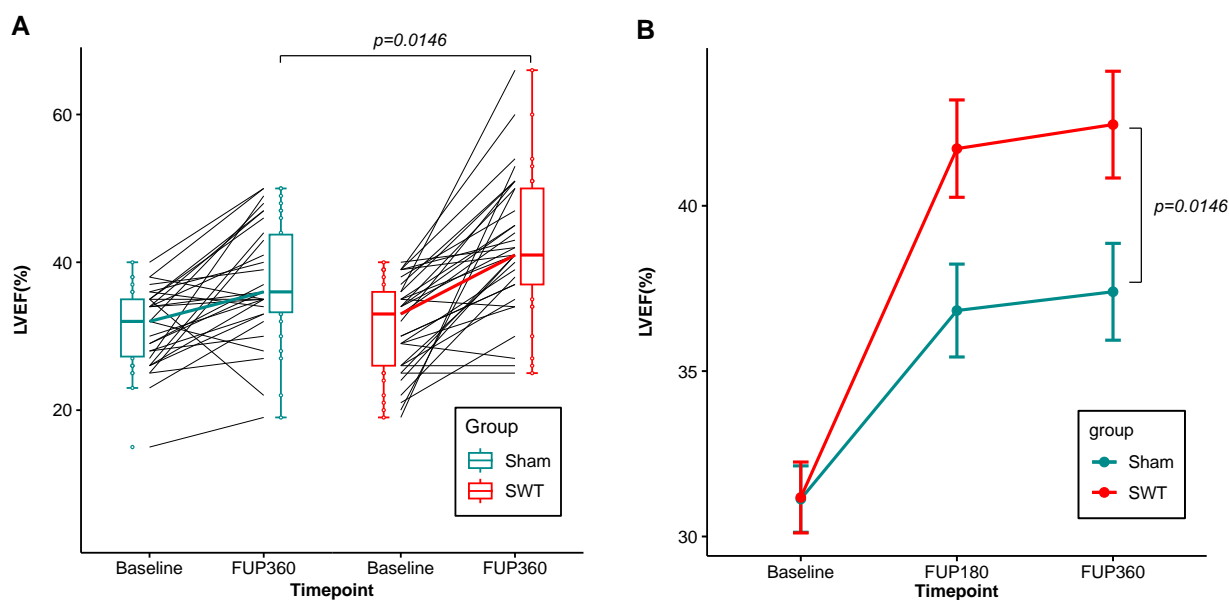 A
p=0.0146
LVEF(%)
60
40
20
Group
Sham
SWT
Baseline
FUP360
Baseline
FUP360
Timepoint
B
LVEF(%)
40
35
30
p=0.0146
group
Sham
SWT
Baseline
FUP180
FUP360
Timepoint